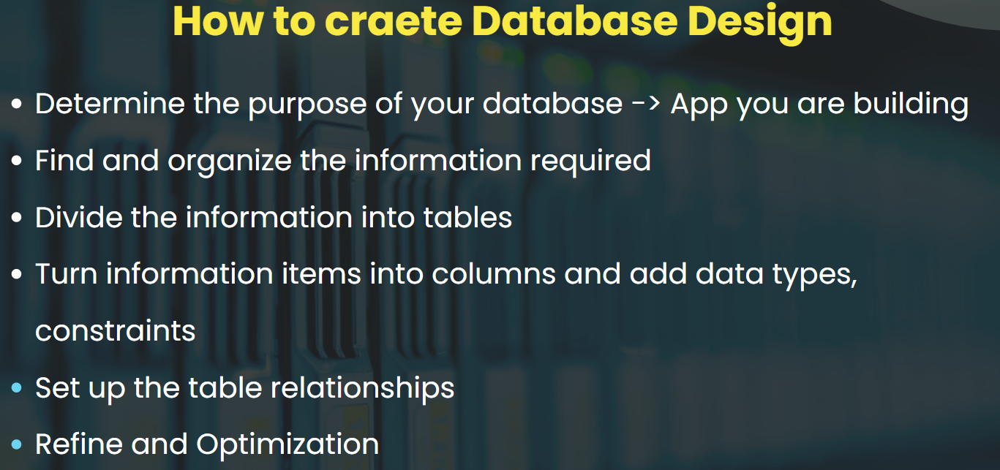 How to craete Database Design
• Determine the purpose of your database -> App you are building
• Find and organize the information required
• Divide the information into tables
• Turn information items into columns and add data types,
constraints
• Set up the table relationships
• Refine and Optimization